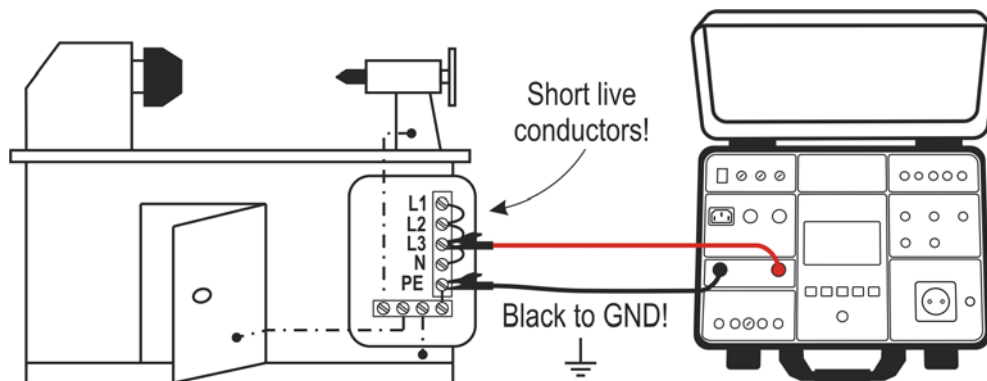 Short live
conductors!
L1
L2
L3
N
PE
Black to GND!